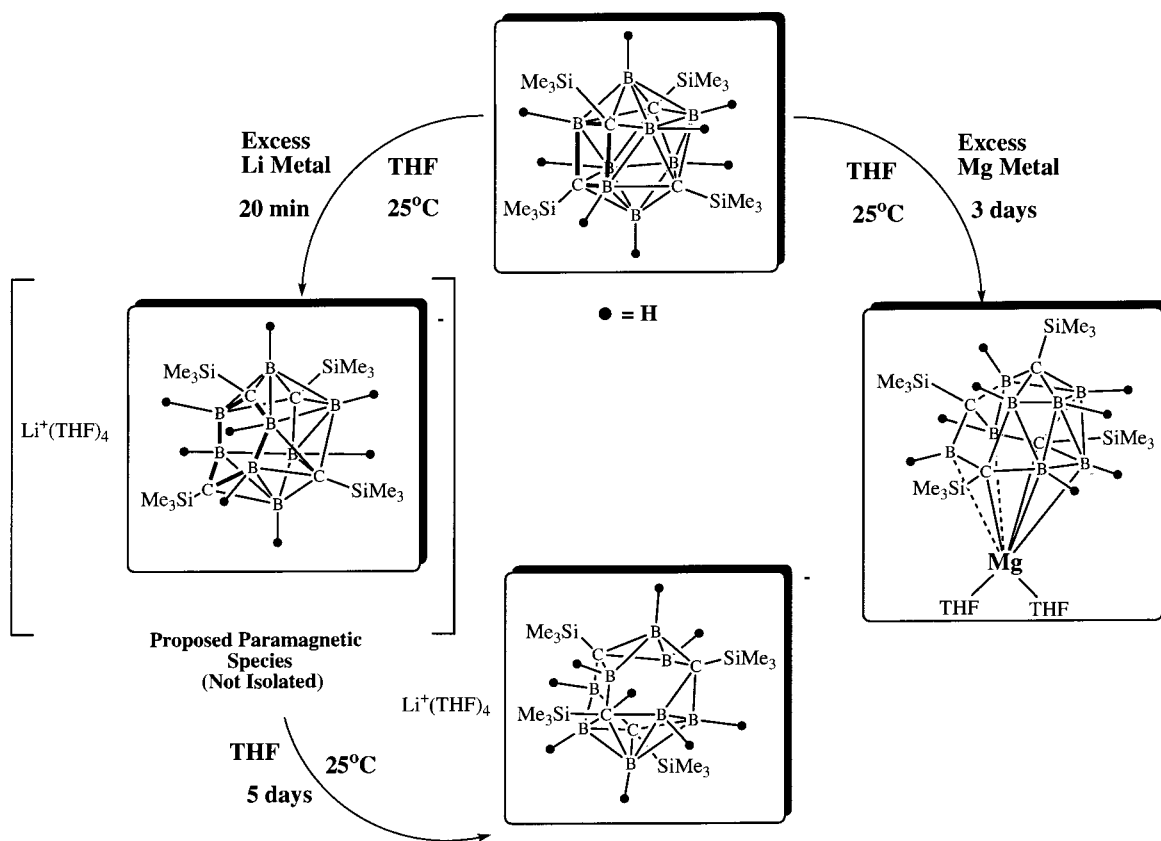 H
Me₃Si
SiMe₃
B
C
B
B
C
B
B
B
C
B
C
Me₃Si
SiMe₃
B
Excess
Li Metal
20 min
THF
25°C
THF
25°C
Excess
Mg Metal
3 days
● = H
-
B
Me₃Si
SiMe₃
C
C
B
B
B
Li⁺(THF)₄
B
B
B
C
C
Me₃Si
SiMe₃
B
Proposed Paramagnetic
Species
(Not Isolated)
THF
25°C
5 days
SiMe₃
C
B
B
Me₃Si
C
B
B
B
C
SiMe₃
B
C
B
B
Me₃Si
Mg
THF
THF
-
B
Me₃Si
C
B
C
SiMe₃
B
B
Li⁺(THF)₄
Me₃Si
C
B
B
B
C
SiMe₃
B